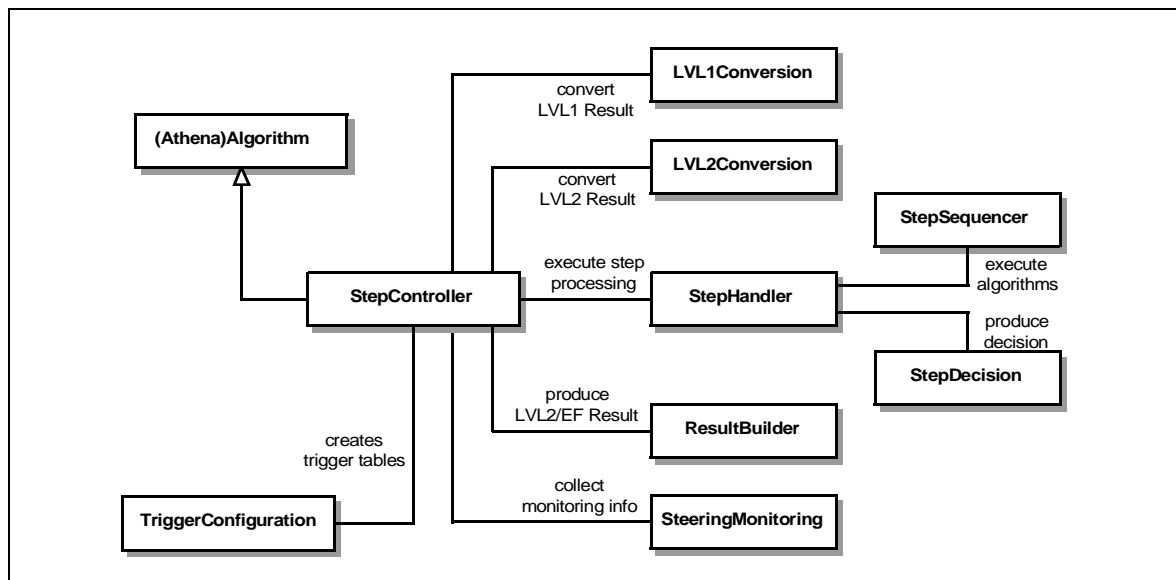 LVL1Conversion
convert
LVL1 Result
(Athena)Algorithm
LVL2Conversion
convert
LVL2 Result
StepSequencer
execute step
processing
execute
algorithms
StepController
StepHandler
produce
decision
StepDecision
produce
LVL2/EF Result
ResultBuilder
creates
trigger tables
collect
monitoring info
TriggerConfiguration
SteeringMonitoring